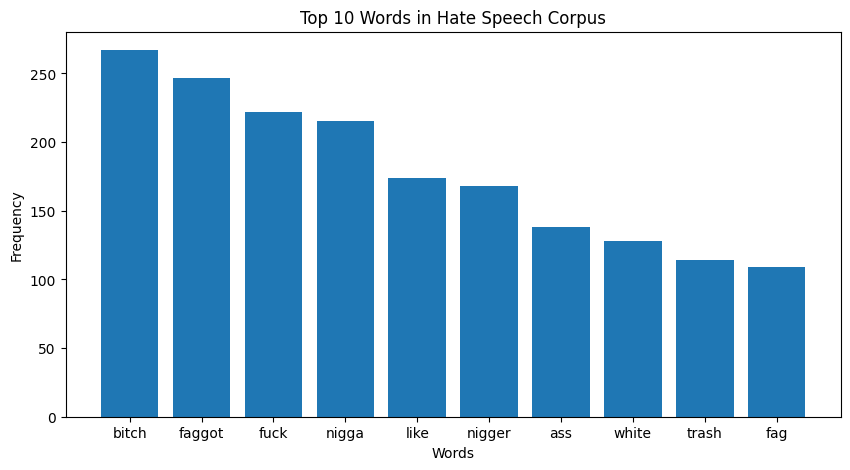 Top 10 Words in Hate Speech Corpus
250
200
150
100
50
0
Frequency
bitch faggot fuck nigga like nigger ass white trash fag
Words